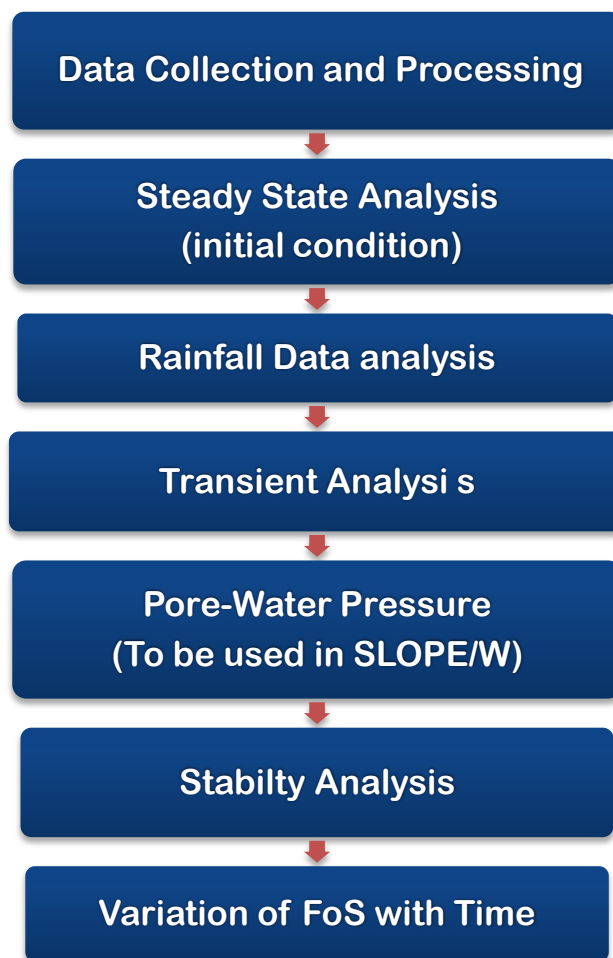 Data Collection and Processing
Steady State Analysis
(initial condition)
Rainfall Data analysis
Transient Analysi s
Pore-Water Pressure
(To be used in SLOPE/W)
Stabilty Analysis
Variation of FoS with Time